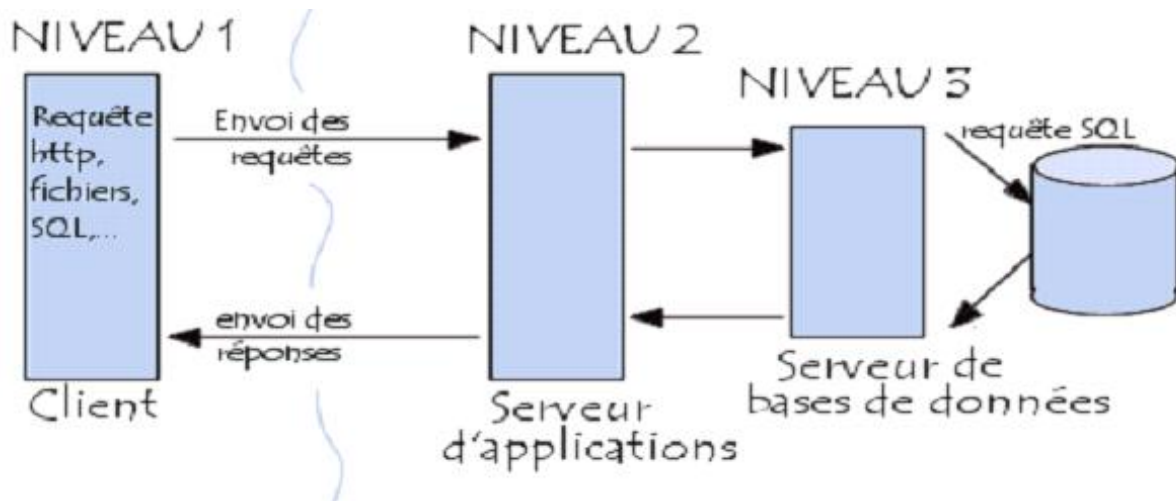 NIVEAU 1
NIVEAU 2
NIVEAU 3
Requête
http,
fichiers,
SQL,...
Envoi des
requêtes
requête SQL
envoi des
réponses
Client
Serveur
d'applications
Serveur de
bases de données